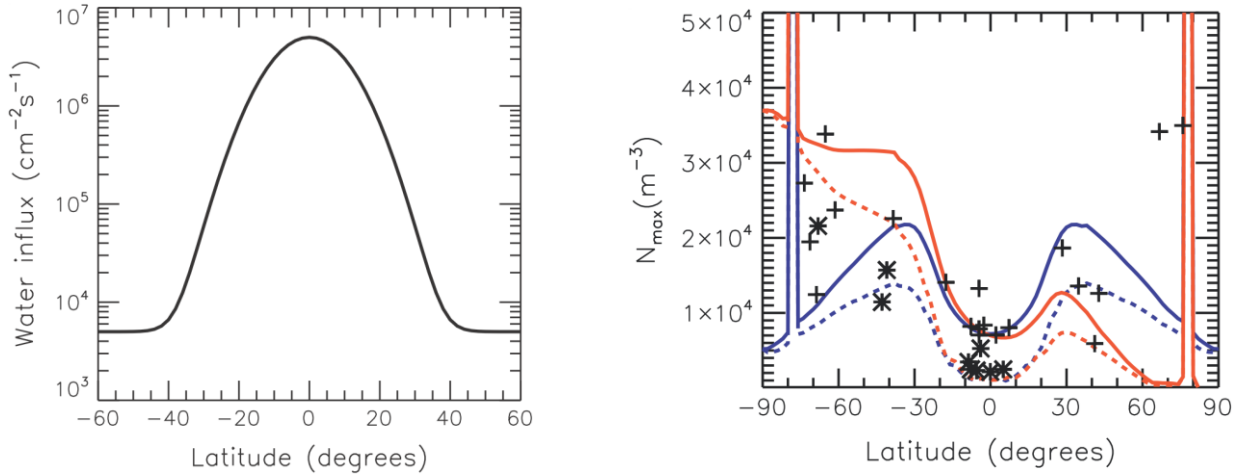 Water influx (cm⁻²s⁻¹)
10⁷
10⁶
10⁵
10⁴
10³
−60 −40 −20 0 20 40 60
Latitude (degrees)
N_max(m⁻³)
5×10⁴
4×10⁴
3×10⁴
2×10⁴
1×10⁴
−90 −60 −30 0 30 60 90
Latitude (degrees)